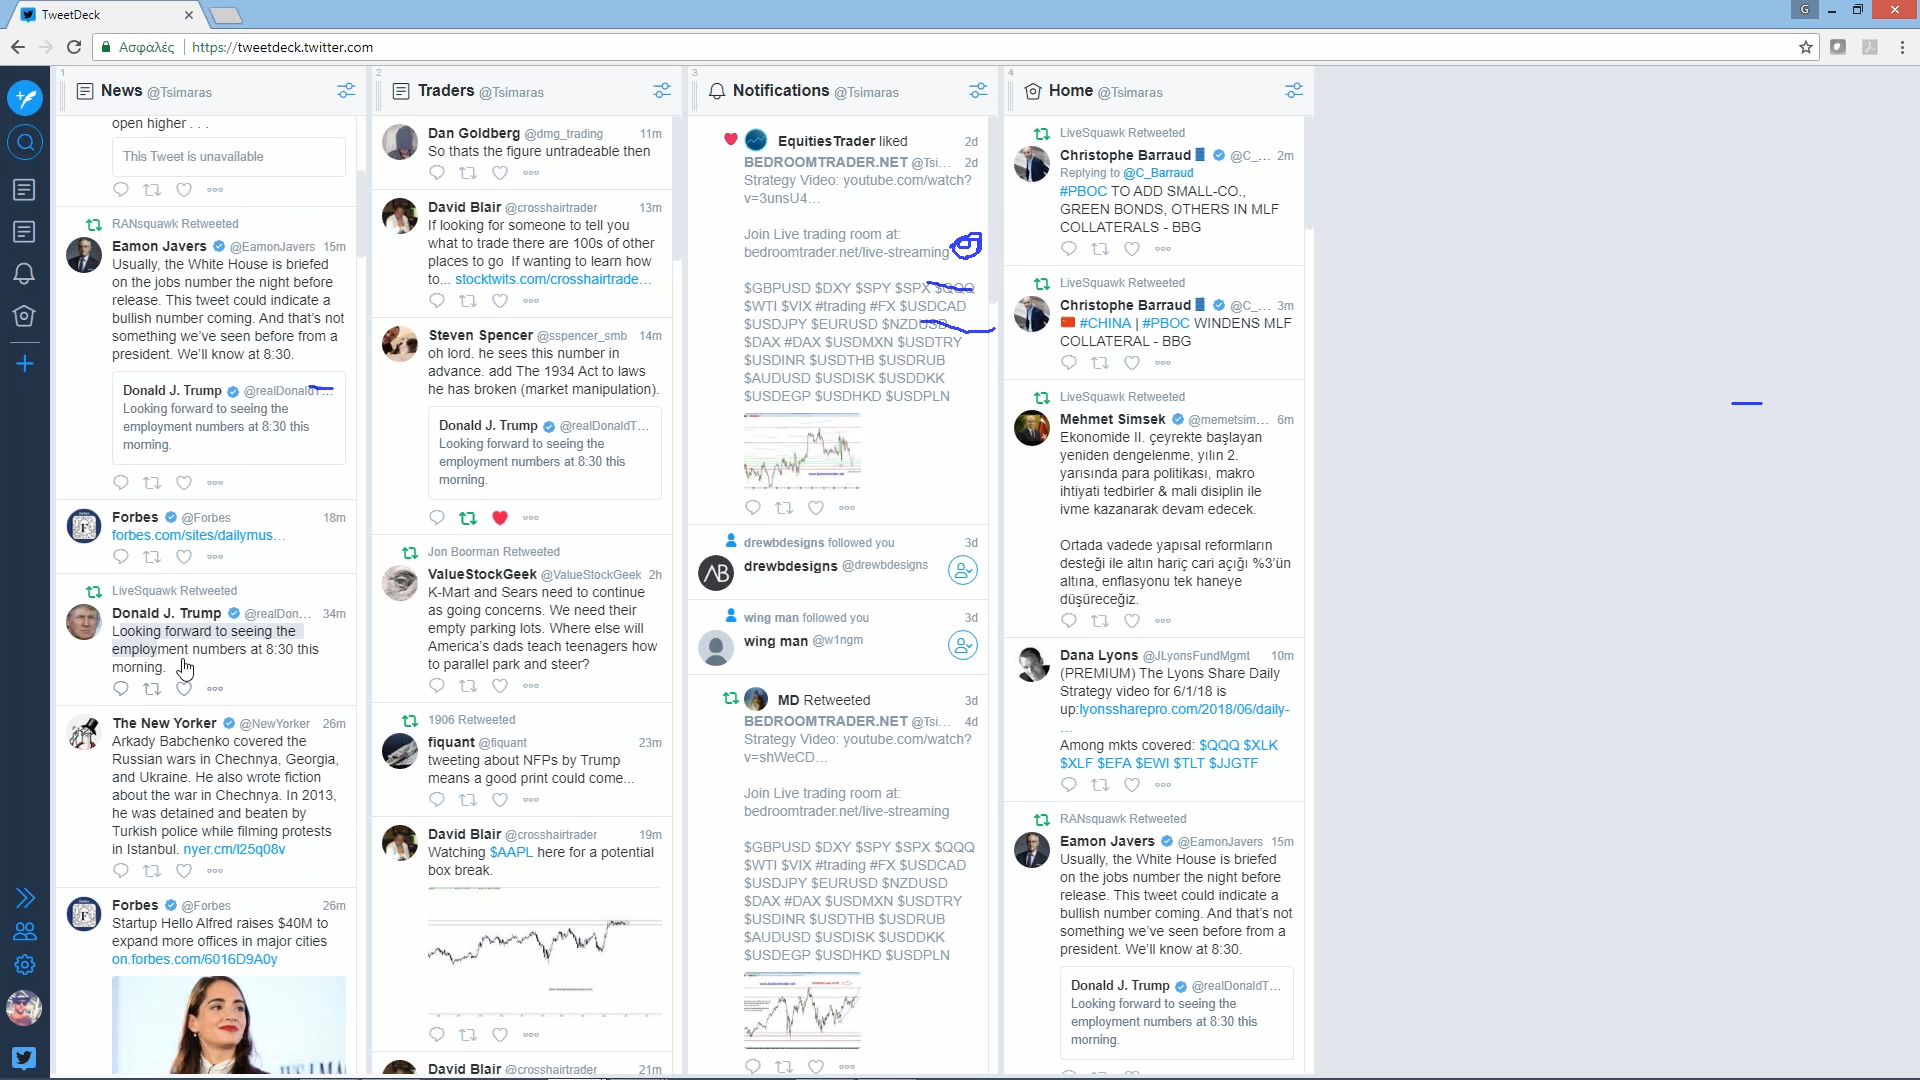 TweetDeck
G
Ασφαλές
https://tweetdeck.twitter.com
1
News @Tsimaras
open higher . . .
This Tweet is unavailable
RANsquawk Retweeted
Eamon Javers @EamonJavers 15m
Usually, the White House is briefed
on the jobs number the night before
release. This tweet could indicate a
bullish number coming. And that's not
something we've seen before from a
president. We'll know at 8:30.
Donald J. Trump @realDonaldT...
Looking forward to seeing the
employment numbers at 8:30 this
morning.
Forbes @Forbes 18m
forbes.com/sites/dailymus...
LiveSquawk Retweeted
Donald J. Trump @realDon... 34m
Looking forward to seeing the
employment numbers at 8:30 this
morning.
The New Yorker @NewYorker 26m
Arkady Babchenko covered the
Russian wars in Chechnya, Georgia,
and Ukraine. He also wrote fiction
about the war in Chechnya. In 2013,
he was detained and beaten by
Turkish police while filming protests
in Istanbul. nyer.cm/l25q08v
Forbes @Forbes 26m
Startup Hello Alfred raises $40M to
expand more offices in major cities
on.forbes.com/6016D9A0y
2
Traders @Tsimaras
Dan Goldberg @dmg_trading 11m
So thats the figure untradeable then
David Blair @crosshairtrader 13m
If looking for someone to tell you
what to trade there are 100s of other
places to go If wanting to learn how
to... stocktwits.com/crosshairtrade...
Steven Spencer @sspencer_smb 14m
oh lord. he sees this number in
advance. add The 1934 Act to laws
he has broken (market manipulation).
Donald J. Trump @realDonaldT...
Looking forward to seeing the
employment numbers at 8:30 this
morning.
Jon Boorman Retweeted
ValueStockGeek @ValueStockGeek 2h
K-Mart and Sears need to continue
as going concerns. We need their
empty parking lots. Where else will
America's dads teach teenagers how
to parallel park and steer?
1906 Retweeted
fiquant @fiquant 23m
tweeting about NFPs by Trump
means a good print could come...
David Blair @crosshairtrader 19m
Watching $AAPL here for a potential
box break.
David Blair @crosshairtrader 21m
3
Notifications @Tsimaras
EquitiesTrader liked 2d
BEDROOMTRADER.NET @Tsi... 2d
Strategy Video: youtube.com/watch?
v=3unsU4...
Join Live trading room at:
bedroomtrader.net/live-streaming
$GBPUSD $DXY $SPY $SPX $QQQ
$WTI $VIX #trading #FX $USDCAD
$USDJPY $EURUSD $NZDUSD
$DAX #DAX $USDMXN $USDTRY
$USDINR $USDTHB $USDRUB
$AUDUSD $USDISK $USDDKK
$USDEGP $USDHKD $USDPLN
drewbdesigns followed you 3d
drewbdesigns @drewbdesigns
wing man followed you 3d
wing man @w1ngm
MD Retweeted 3d
BEDROOMTRADER.NET @Tsi... 4d
Strategy Video: youtube.com/watch?
v=shWeCD...
Join Live trading room at:
bedroomtrader.net/live-streaming
$GBPUSD $DXY $SPY $SPX $QQQ
$WTI $VIX #trading #FX $USDCAD
$USDJPY $EURUSD $NZDUSD
$DAX #DAX $USDMXN $USDTRY
$USDINR $USDTHB $USDRUB
$AUDUSD $USDISK $USDDKK
$USDEGP $USDHKD $USDPLN
4
Home @Tsimaras
LiveSquawk Retweeted
Christophe Barraud @C_... 2m
Replying to @C_Barraud
#PBOC TO ADD SMALL-CO.,
GREEN BONDS, OTHERS IN MLF
COLLATERALS - BBG
LiveSquawk Retweeted
Christophe Barraud @C_... 3m
#CHINA | #PBOC WINDENS MLF
COLLATERAL - BBG
LiveSquawk Retweeted
Mehmet Simsek @memetsim... 6m
Ekonomide II. çeyrekte başlayan
yeniden dengelenme, yılın 2.
yarısında para politikası, makro
ihtiyati tedbirler & mali disiplin ile
ivme kazanarak devam edecek.
Ortada vadede yapısal reformların
desteği ile altın hariç cari açığı %3'ün
altına, enflasyonu tek haneye
düşüreceğiz.
Dana Lyons @JLyonsFundMgmt 10m
(PREMIUM) The Lyons Share Daily
Strategy video for 6/1/18 is
up:lyonssharepro.com/2018/06/daily-
...
Among mkts covered: $QQQ $XLK
$XLF $EFA $EWI $TLT $JJGTF
RANsquawk Retweeted
Eamon Javers @EamonJavers 15m
Usually, the White House is briefed
on the jobs number the night before
release. This tweet could indicate a
bullish number coming. And that's not
something we've seen before from a
president. We'll know at 8:30.
Donald J. Trump @realDonaldT...
Looking forward to seeing the
employment numbers at 8:30 this
morning.